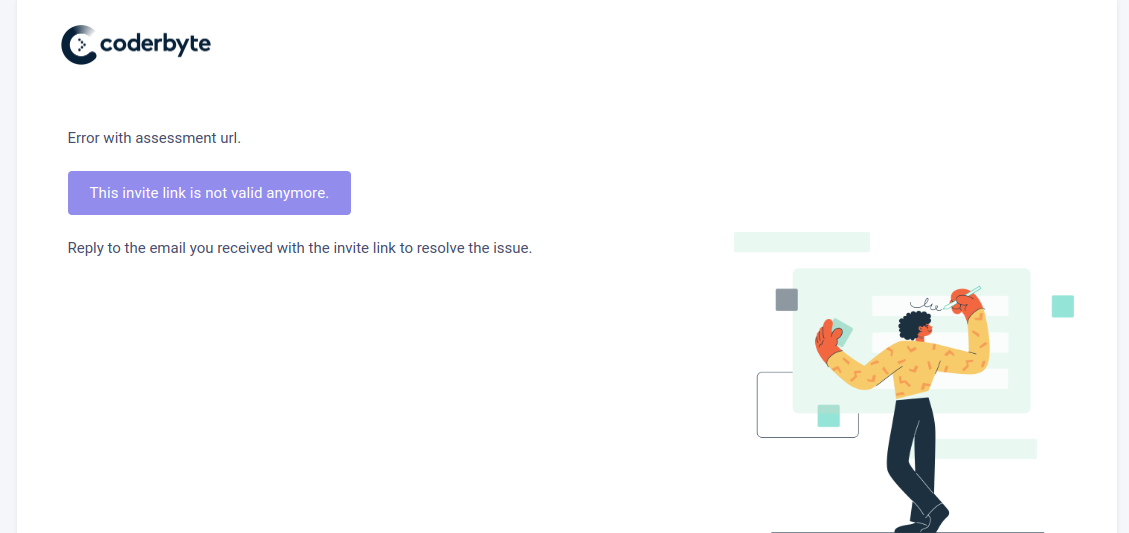 coderbyte
Error with assessment url.
This invite link is not valid anymore.
Reply to the email you received with the invite link to resolve the issue.